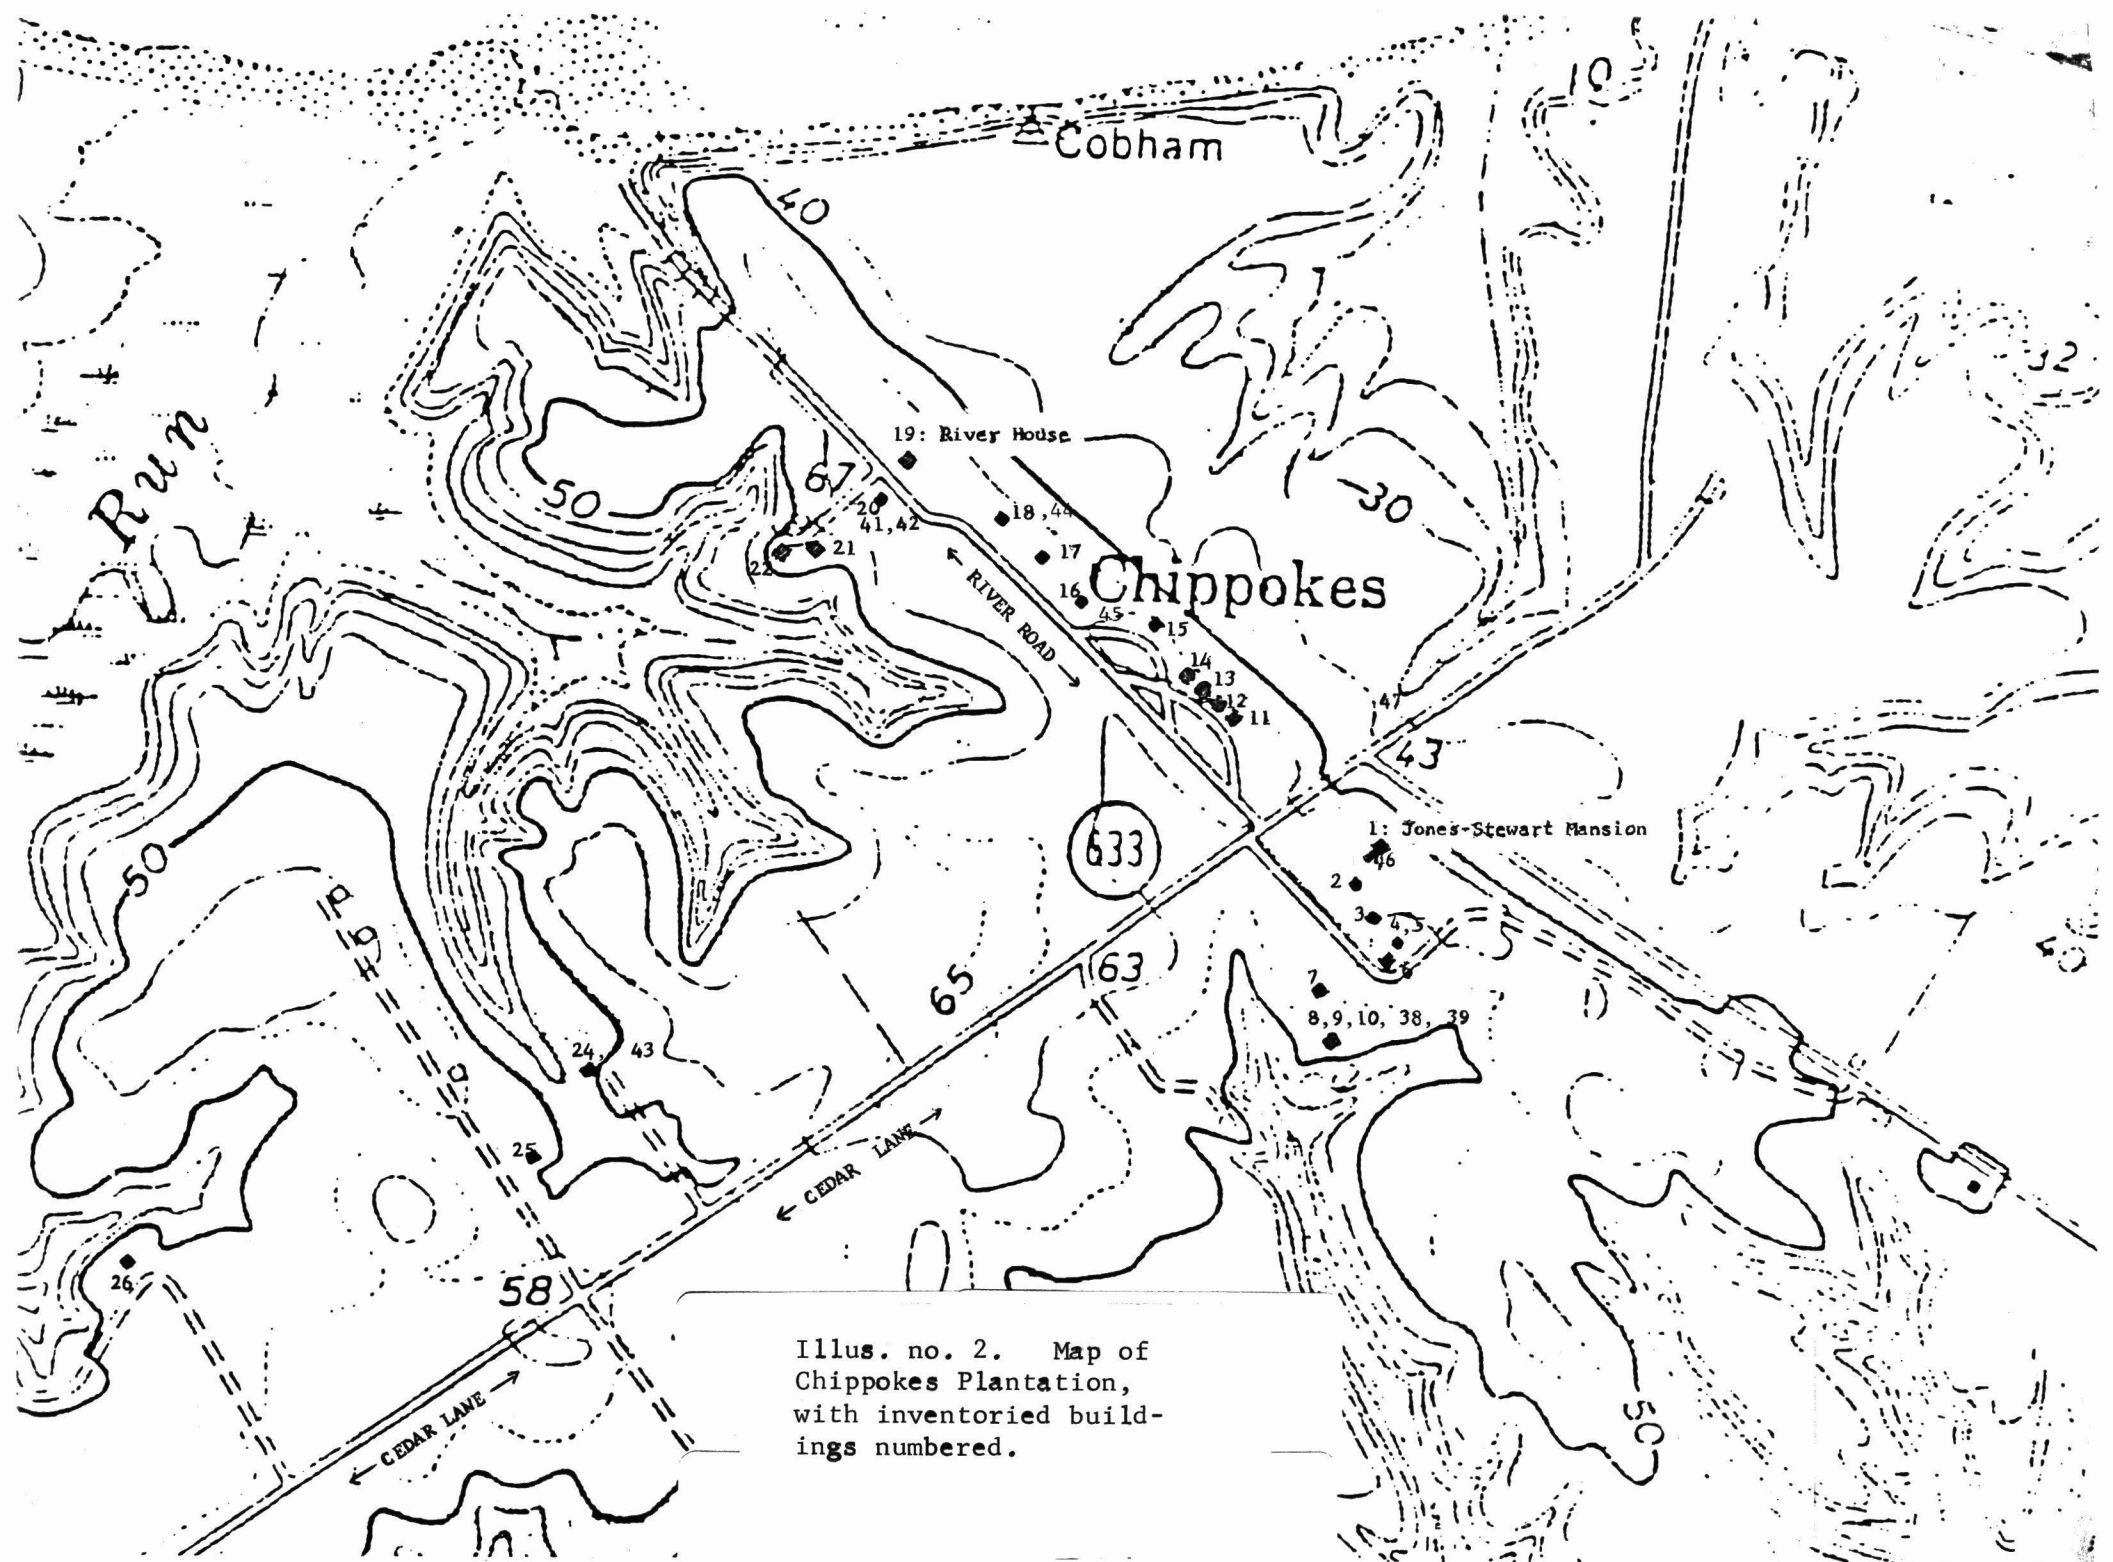 10
Cobham
40
32
Run
19: River House
67
50
20
41,42
18,44
30
21
22
17
Chippokes
16
45
RIVER ROAD
15
14
13
12
11
47
43
633
1: Jones-Stewart Mansion
46
50
2
3
4,5
6
40
65
63
7
8,9,10, 38, 39
24, 43
25
CEDAR LANE
26
58
Illus. no. 2. Map of
Chippokes Plantation,
with inventoried build-
ings numbered.
CEDAR LANE
50